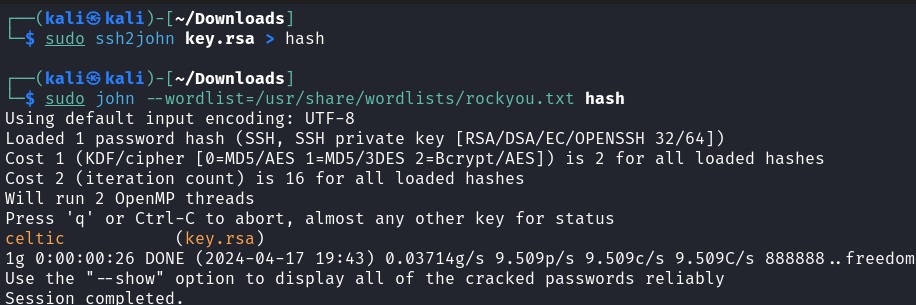 ┌──(kali㉿kali)-[~/Downloads]
└─$ sudo ssh2john key.rsa > hash
┌──(kali㉿kali)-[~/Downloads]
└─$ sudo john --wordlist=/usr/share/wordlists/rockyou.txt hash
Using default input encoding: UTF-8
Loaded 1 password hash (SSH, SSH private key [RSA/DSA/EC/OPENSSH 32/64])
Cost 1 (KDF/cipher [0=MD5/AES 1=MD5/3DES 2=Bcrypt/AES]) is 2 for all loaded hashes
Cost 2 (iteration count) is 16 for all loaded hashes
Will run 2 OpenMP threads
Press 'q' or Ctrl-C to abort, almost any other key for status
celtic           (key.rsa)
1g 0:00:00:26 DONE (2024-04-17 19:43) 0.03714g/s 9.509p/s 9.509c/s 9.509C/s 888888..freedom
Use the "--show" option to display all of the cracked passwords reliably
Session completed.